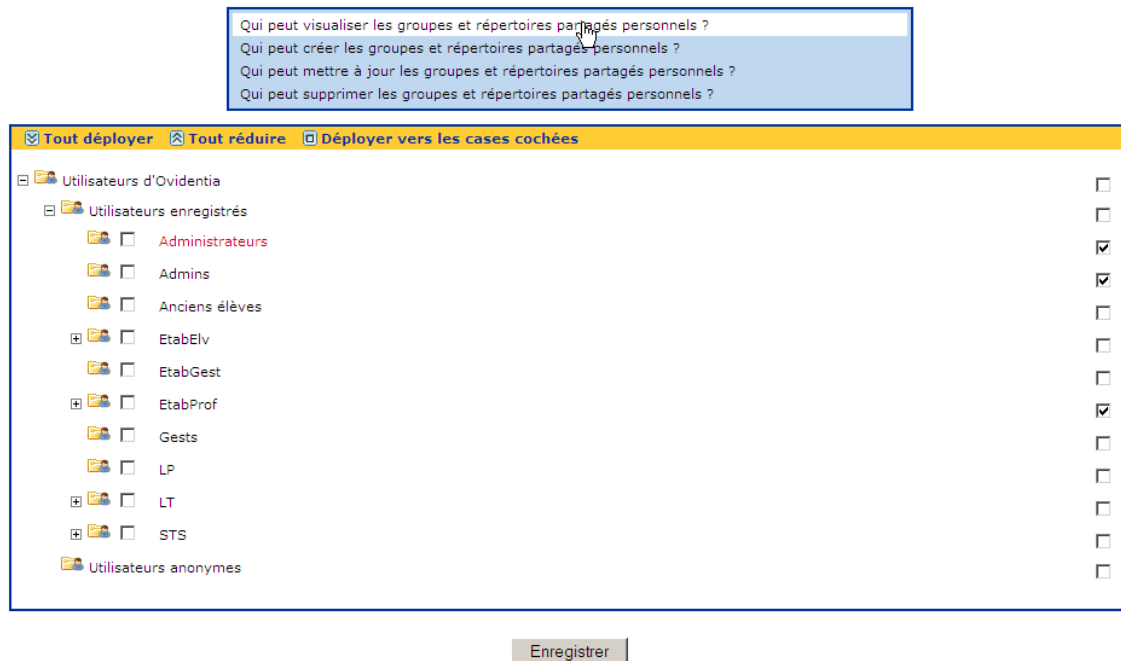 Qui peut visualiser les groupes et répertoires partagés personnels ?
Qui peut créer les groupes et répertoires partagés personnels ?
Qui peut mettre à jour les groupes et répertoires partagés personnels ?
Qui peut supprimer les groupes et répertoires partagés personnels ?
Tout déployer Tout réduire Déployer vers les cases cochées
Utilisateurs d'Ovidentia
Utilisateurs enregistrés
Administrateurs
Admins
Anciens élèves
EtabElv
EtabGest
EtabProf
Gests
LP
LT
STS
Utilisateurs anonymes
Enregistrer